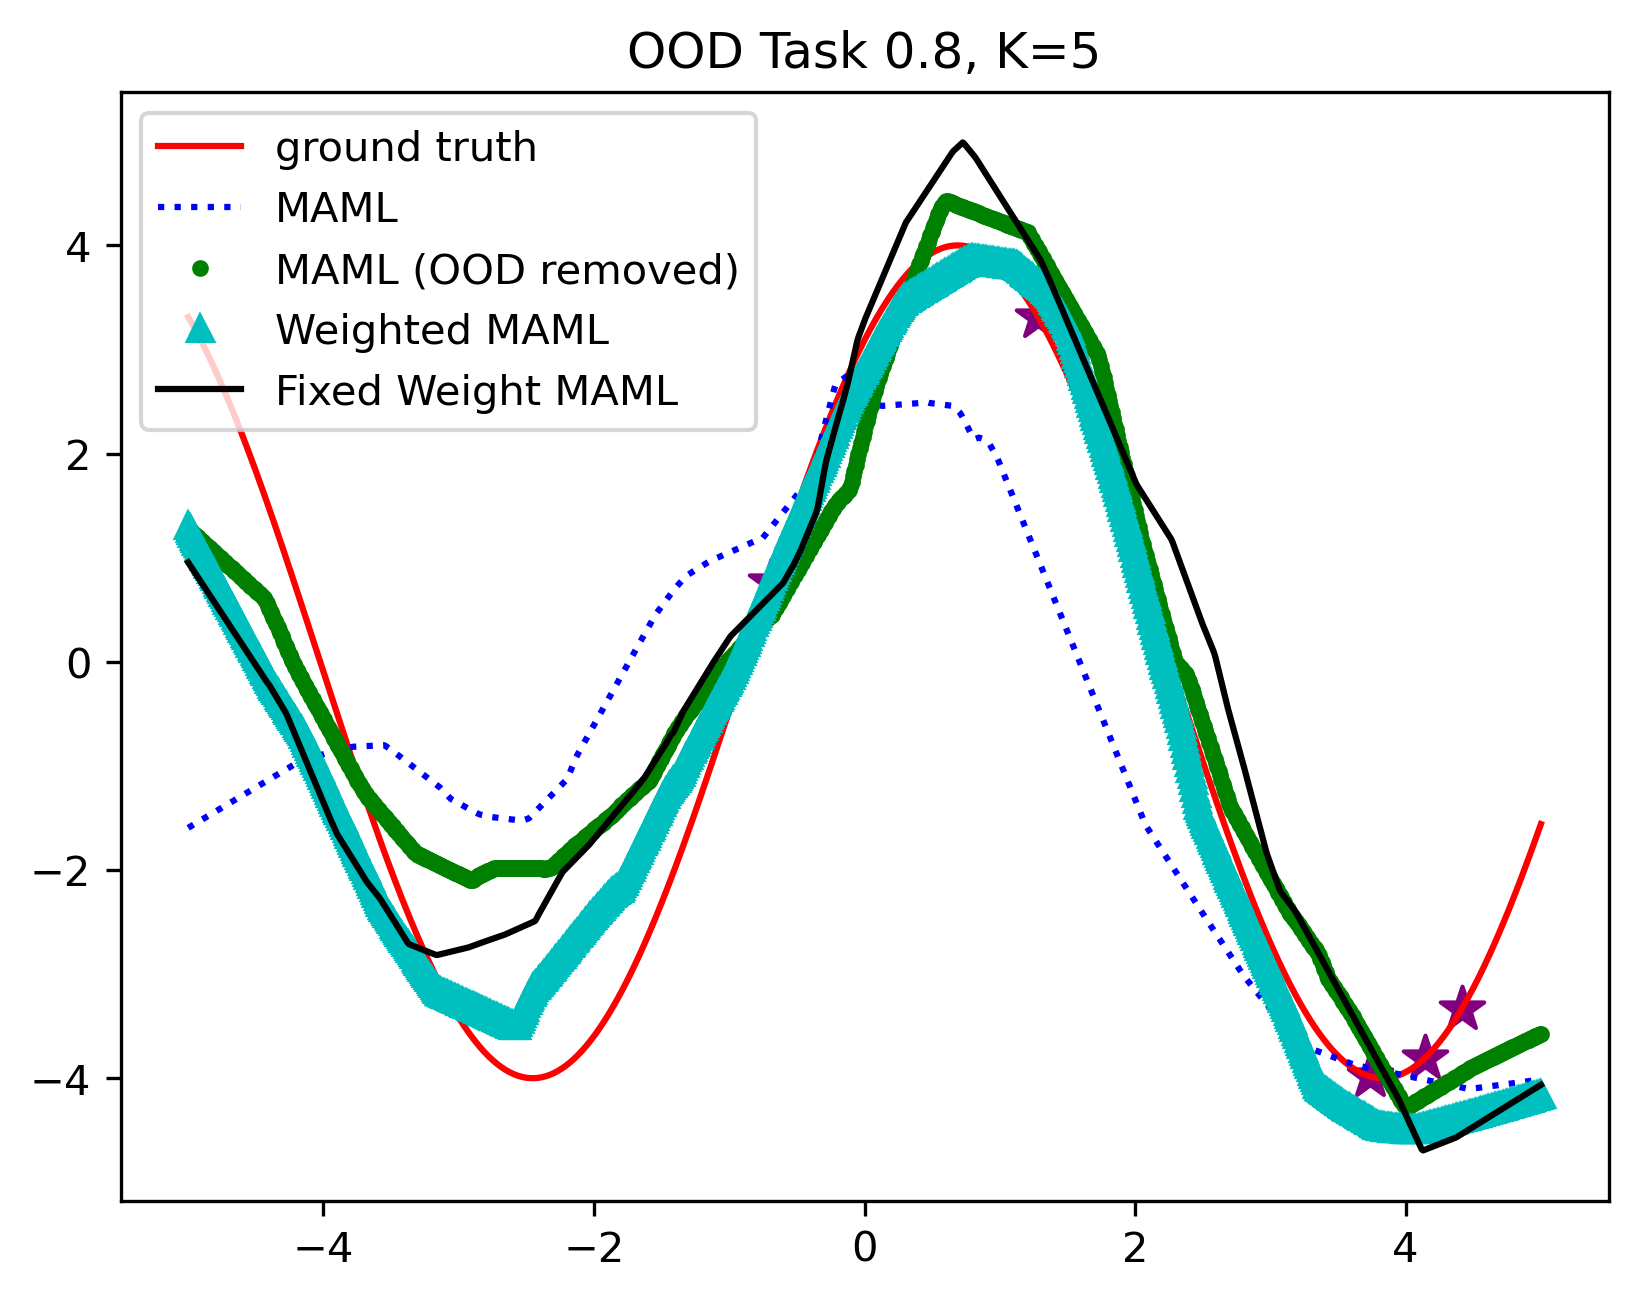 OOD Task 0.8, K=5
ground truth
MAML
MAML (OOD removed)
Weighted MAML
Fixed Weight MAML
4
2
0
−2
−4
−4
−2
0
2
4